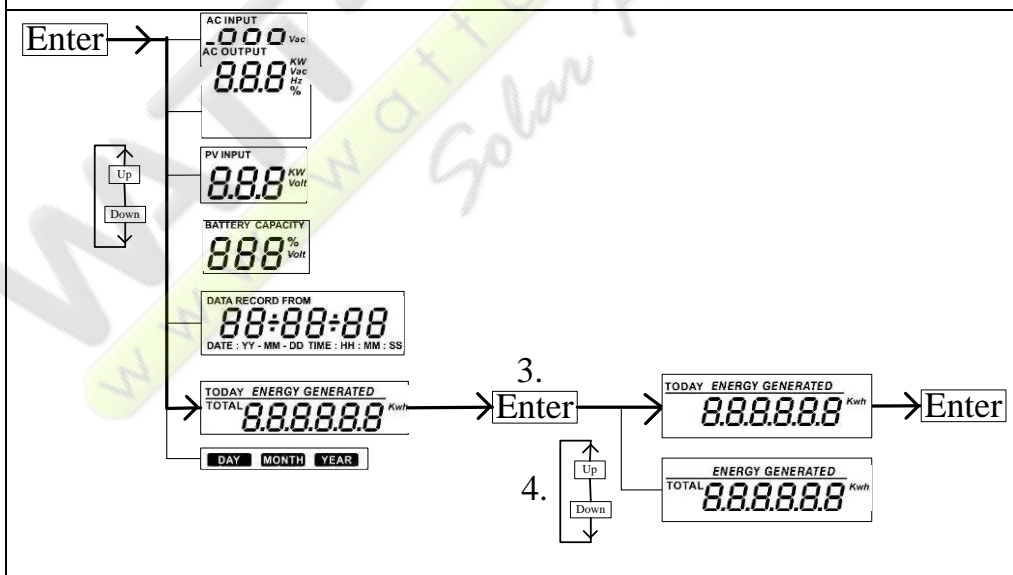 Enter
AC INPUT
_000 Vac
AC OUTPUT
8.8.8 KW
Vac
Hz
%
Up
Down
PV INPUT
8.8.8 KW
Volt
BATTERY CAPACITY
888 %
Volt
DATA RECORD FROM
88:88:88
DATE : YY - MM - DD TIME : HH : MM : SS
TODAY ENERGY GENERATED
TOTAL 8.8.8.8.8.8 Kwh
DAY MONTH YEAR
3.
Enter
4.
Up
Down
TODAY ENERGY GENERATED
8.8.8.8.8.8 Kwh
ENERGY GENERATED
TOTAL 8.8.8.8.8.8 Kwh
Enter
WATT
w w w w a t t
Solar